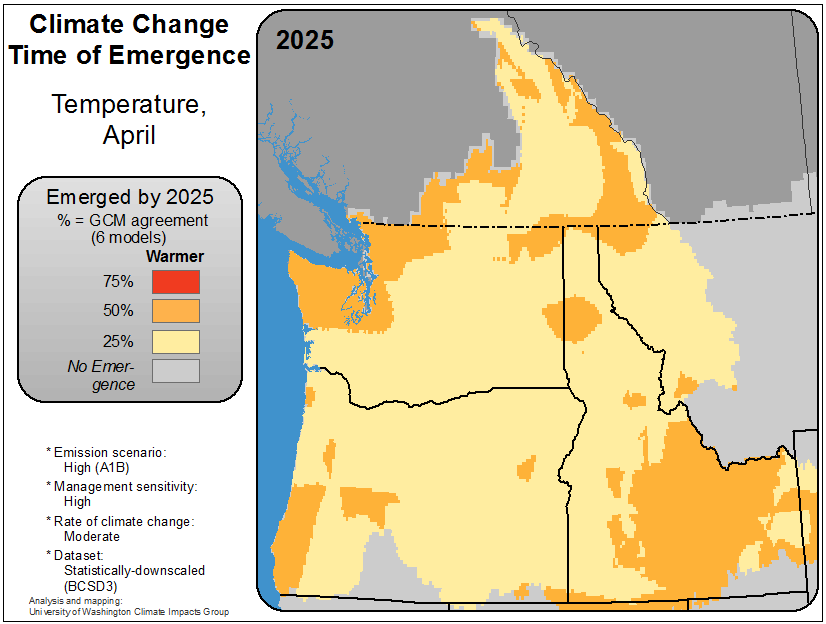 Climate Change
Time of Emergence
Temperature,
April
2025
Emerged by 2025
% = GCM agreement
(6 models)
Warmer
75%
50%
25%
No Emer-
gence
* Emission scenario:
High (A1B)
* Management sensitivity:
High
* Rate of climate change:
Moderate
* Dataset:
Statistically-downscaled
(BCSD3)
Analysis and mapping:
University of Washington Climate Impacts Group